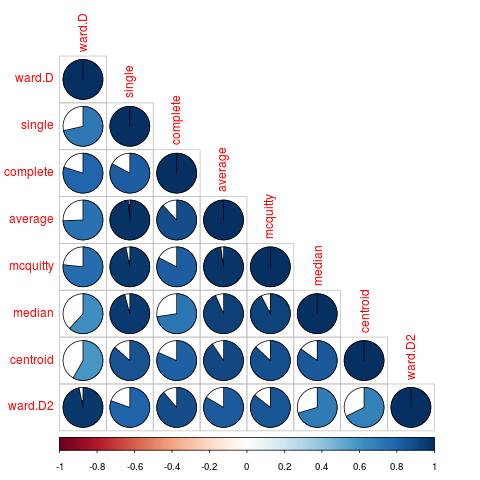 ward.D
single
complete
average
mcquitty
median
centroid
ward.D2
ward.D
single
complete
average
mcquitty
median
centroid
ward.D2
-1 -0.8 -0.6 -0.4 -0.2 0 0.2 0.4 0.6 0.8 1